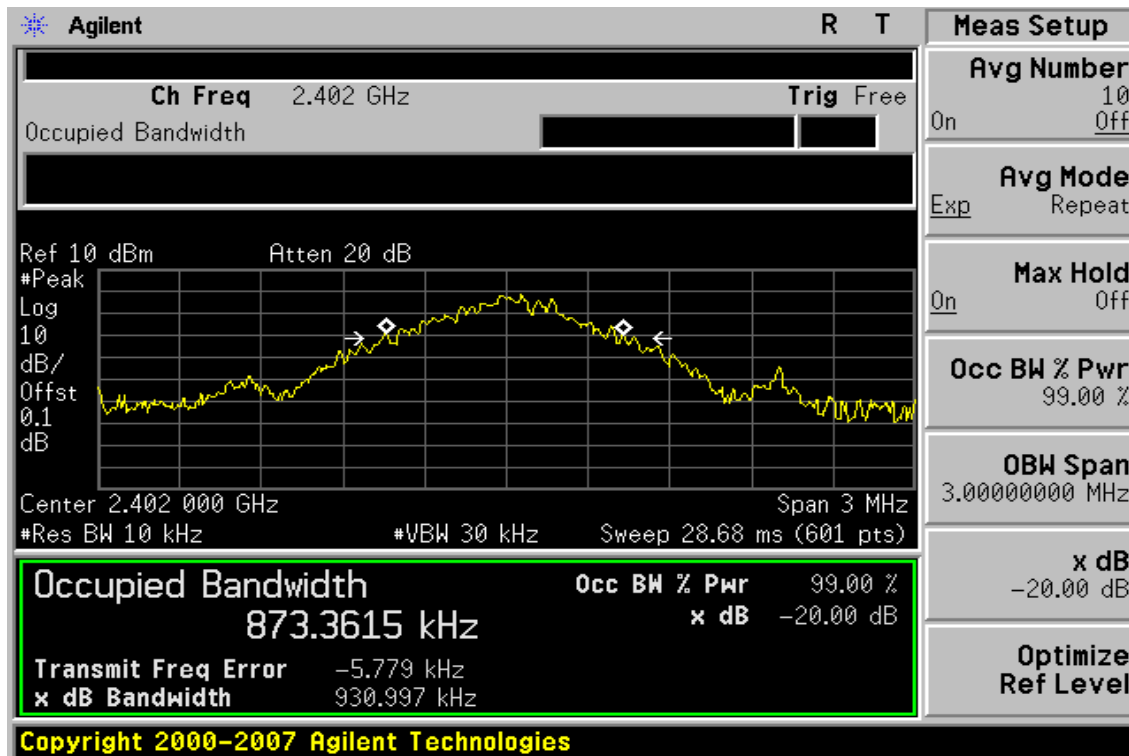 Agilent R T
Ch Freq 2.402 GHz Trig Free
Occupied Bandwidth
Ref 10 dBm Atten 20 dB
#Peak
Log
10
dB/
Offst
0.1
dB
Center 2.402 000 GHz Span 3 MHz
#Res BW 10 kHz #VBW 30 kHz Sweep 28.68 ms (601 pts)
Occupied Bandwidth
873.3615 kHz
Occ BW % Pwr 99.00 %
x dB -20.00 dB
Transmit Freq Error -5.779 kHz
x dB Bandwidth 930.997 kHz
Copyright 2000-2007 Agilent Technologies
Meas Setup
Avg Number
10
On Off
Avg Mode
Exp Repeat
Max Hold
On Off
Occ BW % Pwr
99.00 %
OBW Span
3.00000000 MHz
x dB
-20.00 dB
Optimize
Ref Level